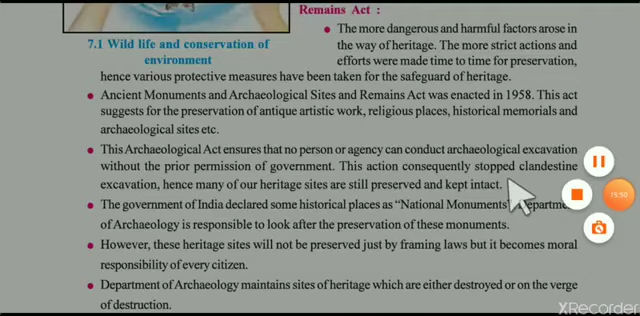 Remains Act :
• The more dangerous and harmful factors arose in
7.1 Wild life and conservation of
the way of heritage. The more strict actions and
environment
efforts were made time to time for preservation,
hence various protective measures have been taken for the safeguard of heritage.
• Ancient Monuments and Archaeological Sites and Remains Act was enacted in 1958. This act
suggests for the preservation of antique artistic work, religious places, historical memorials and
archaeological sites etc.
• This Archaeological Act ensures that no person or agency can conduct archaeological excavation
without the prior permission of government. This action consequently stopped clandestine
excavation, hence many of our heritage sites are still preserved and kept intact.
• The government of India declared some historical places as “National Monuments”.
of Archaeology is responsible to look after the preservation of these monuments.
• However, these heritage sites will not be preserved just by framing laws but it becomes moral
responsibility of every citizen.
• Department of Archaeology maintains sites of heritage which are either destroyed or on the verge
of destruction.
15:50
XRecorder